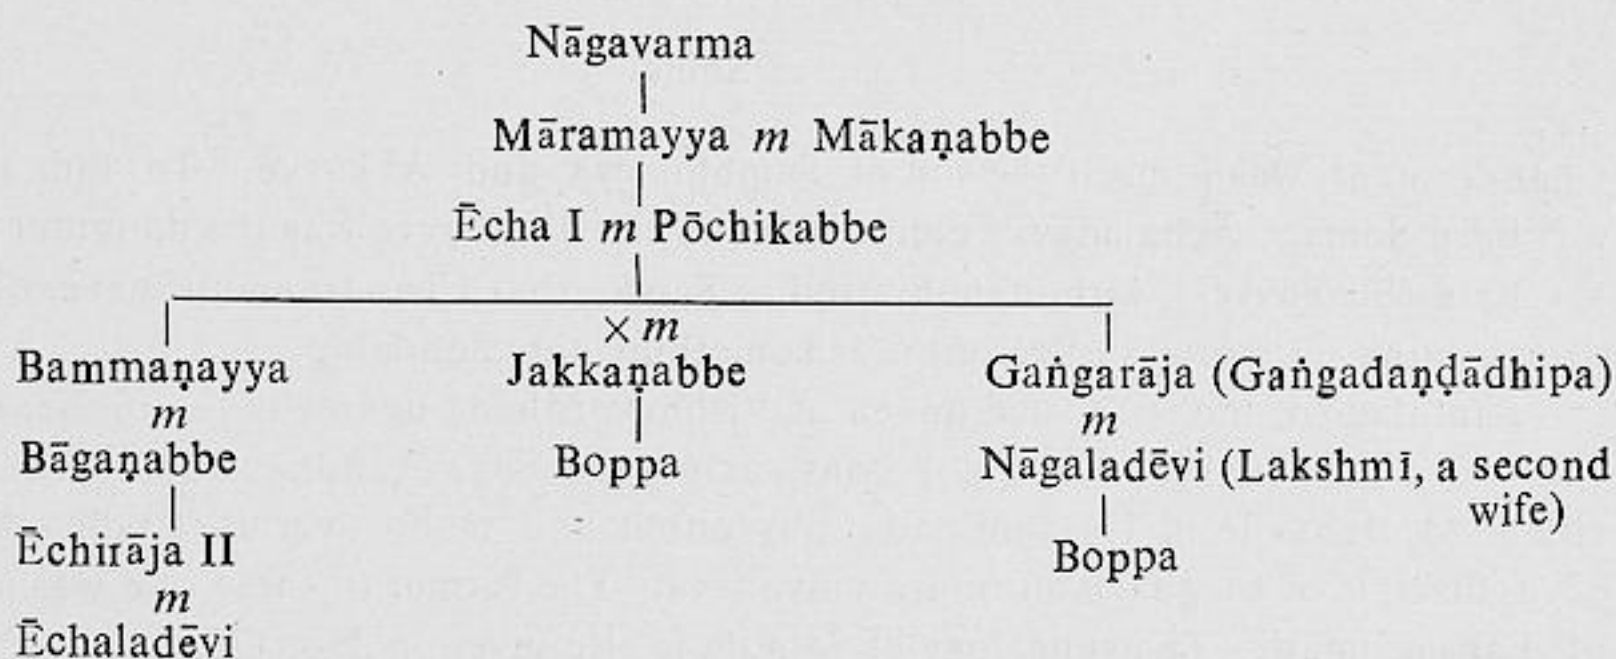 Nāgavarma
Māramayya m Mākaṇabbe
Ēcha I m Pōchikabbe
× m
Bammaṇayya Jakkaṇabbe Gaṅgarāja (Gaṅgadaṇḍādhipa)
m m
Bāgaṇabbe Boppa Nāgaladēvi (Lakshmī, a second
wife)
Ēchirāja II Boppa
m
Ēchaladēvi